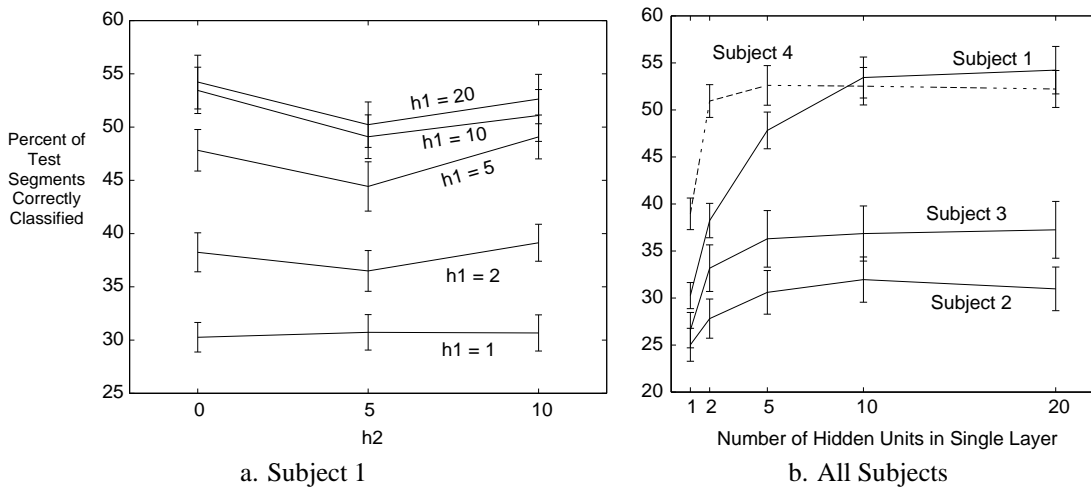 60
55
50
45
40
35
30
25
Percent of
Test
Segments
Correctly
Classified
h1 = 20
h1 = 10
h1 = 5
h1 = 2
h1 = 1
0 5 10
h2
a. Subject 1
60
55
50
45
40
35
30
25
20
Subject 4
Subject 1
Subject 3
Subject 2
1 2 5 10 20
Number of Hidden Units in Single Layer
b. All Subjects